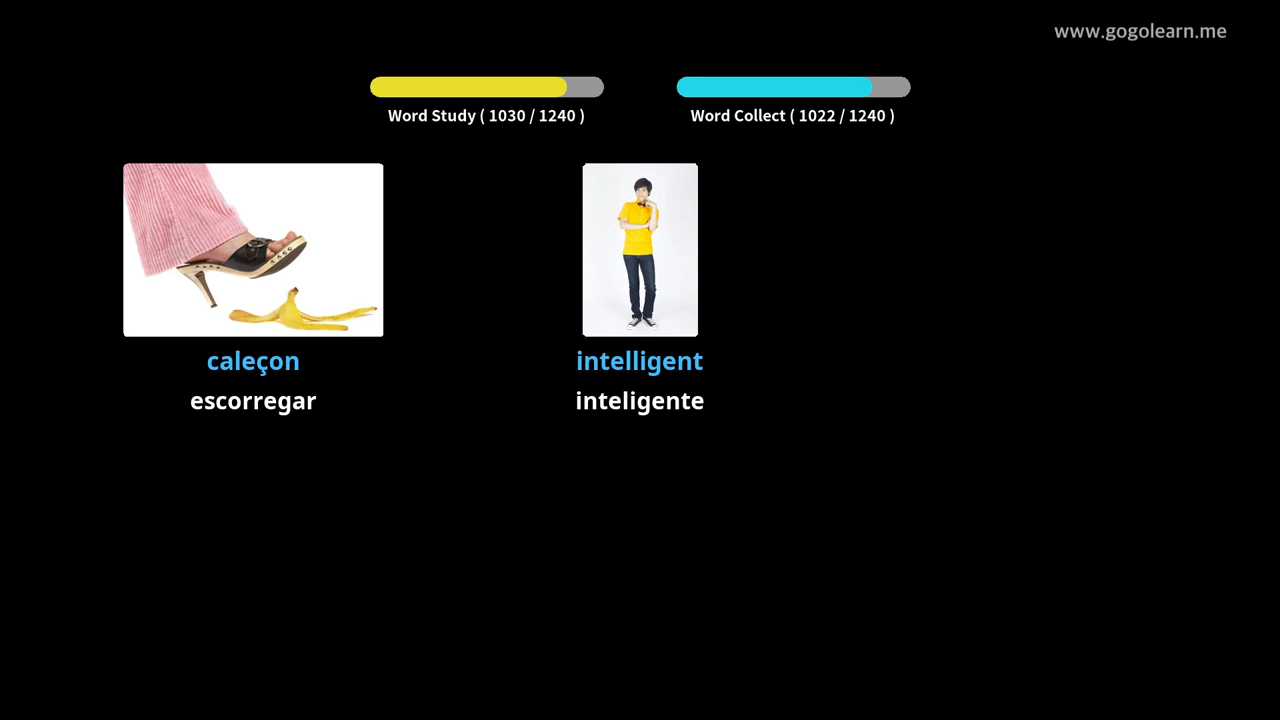 www.gogolearn.me
Word Study ( 1030 / 1240 )
Word Collect ( 1022 / 1240 )
caleçon
escorregar
intelligent
inteligente